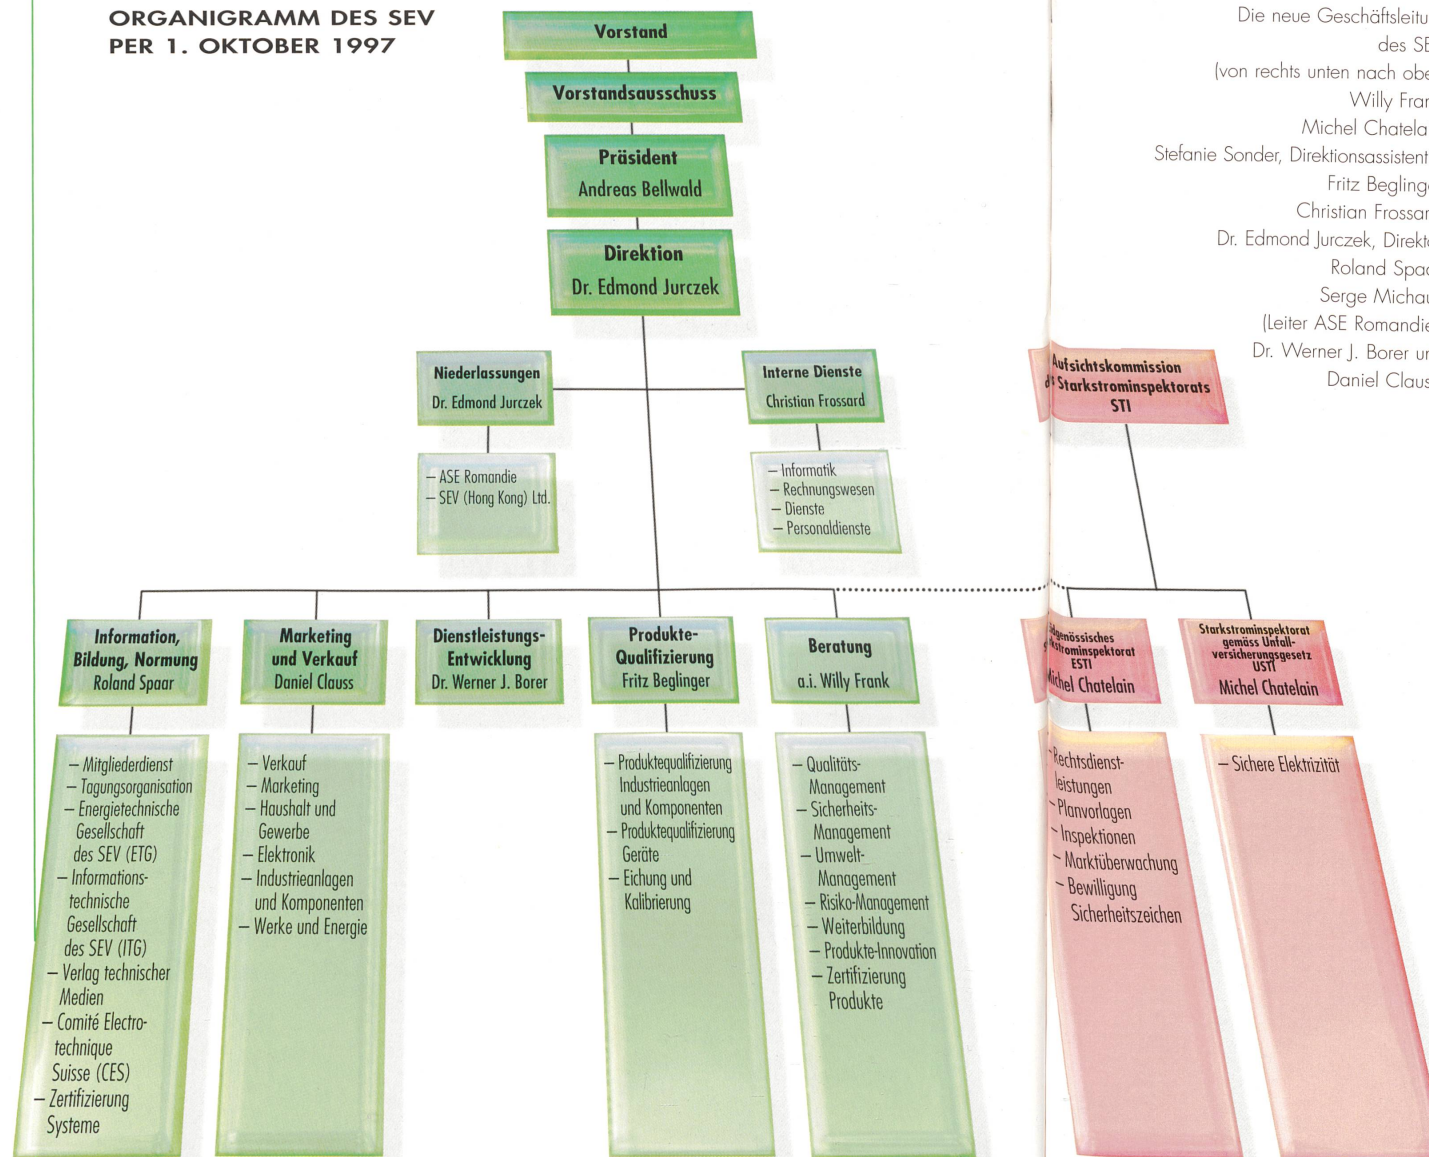 ORGANIGRAMM DES SEV
PER 1. OKTOBER 1997
Vorstand
Vorstandsausschuss
Präsident
Andreas Bellwald
Direktion
Dr. Edmond Jurczek
Die neue Geschäftsleitu
des SE
(von rechts unten nach obe
Willy Fran
Michel Chatela
Stefanie Sonder, Direktionsassistent
Fritz Begling
Christian Frossar
Dr. Edmond Jurczek, Direkt
Roland Spaa
Serge Michau
(Leiter ASE Romandie
Dr. Werner J. Borer un
Daniel Claus
Niederlassungen
Dr. Edmond Jurczek
– ASE Romandie
– SEV (Hong Kong) Ltd.
Interne Dienste
Christian Frossard
– Informatik
– Rechnungswesen
– Dienste
– Personaldienste
Aufsichtskommission
Starkstrominspektorats
STI
Information,
Bildung, Normung
Roland Spaar
– Mitgliederdienst
– Tagungsorganisation
– Energietechnische
Gesellschaft
des SEV (ETG)
– Informations-
technische
Gesellschaft
des SEV (ITG)
– Verlag technischer
Medien
– Comité Electro-
technique
Suisse (CES)
– Zertifizierung
Systeme
Marketing
und Verkauf
Daniel Clauss
– Verkauf
– Marketing
– Haushalt und
Gewerbe
– Elektronik
– Industrieanlagen
und Komponenten
– Werke und Energie
Dienstleistungs-
Entwicklung
Dr. Werner J. Borer
Produkte-
Qualifizierung
Fritz Beglinger
– Produktequalifizierung
Industrieanlagen
und Komponenten
– Produktequalifizierung
Geräte
– Eichung und
Kalibrierung
Beratung
a.i. Willy Frank
– Qualitäts-
Management
– Sicherheits-
Management
– Umwelt-
Management
– Risiko-Management
– Weiterbildung
– Produkte-Innovation
– Zertifizierung
Produkte
dgenössisches
kstrominspektorat
ESTI
Michel Chatelain
– Rechtsdienst-
leistungen
– Planvorlagen
– Inspektionen
– Marktüberwachung
– Bewilligung
Sicherheitszeichen
Starkstrominspektorat
gemäss Unfall-
versicherungsgesetz
USTI
Michel Chatelain
– Sichere Elektrizität